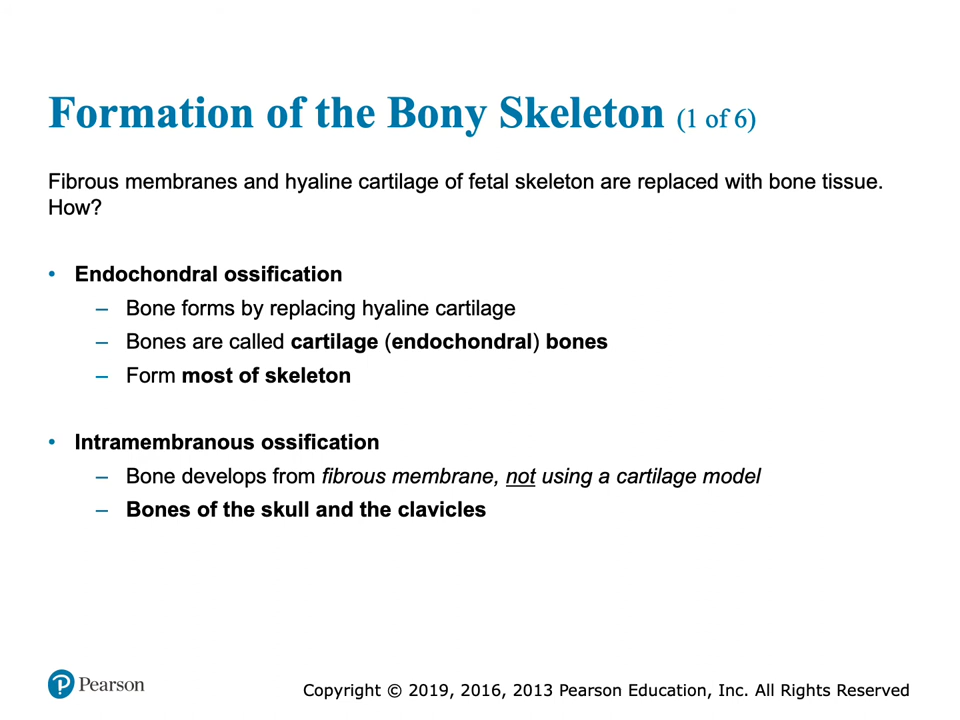 Formation of the Bony Skeleton (1 of 6)
Fibrous membranes and hyaline cartilage of fetal skeleton are replaced with bone tissue.
How?
• Endochondral ossification
– Bone forms by replacing hyaline cartilage
– Bones are called cartilage (endochondral) bones
– Form most of skeleton
• Intramembranous ossification
– Bone develops from fibrous membrane, not using a cartilage model
– Bones of the skull and the clavicles
P Pearson
Copyright © 2019, 2016, 2013 Pearson Education, Inc. All Rights Reserved